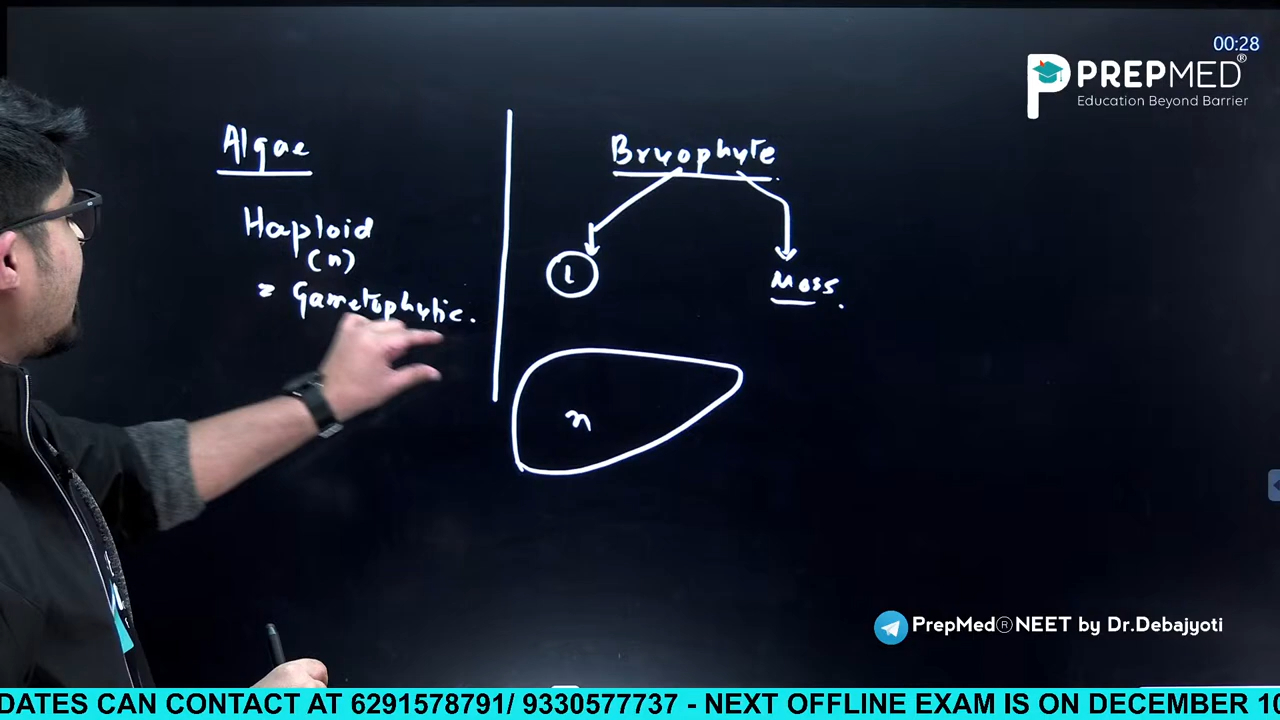 00:28
PREPMED®
Education Beyond Barrier
Algae
Haploid
(n)
= Gametophytic.
Bryophyte
L
Moss.
n
PrepMed® NEET by Dr.Debajyoti
DATES CAN CONTACT AT 6291578791/ 9330577737 - NEXT OFFLINE EXAM IS ON DECEMBER 10